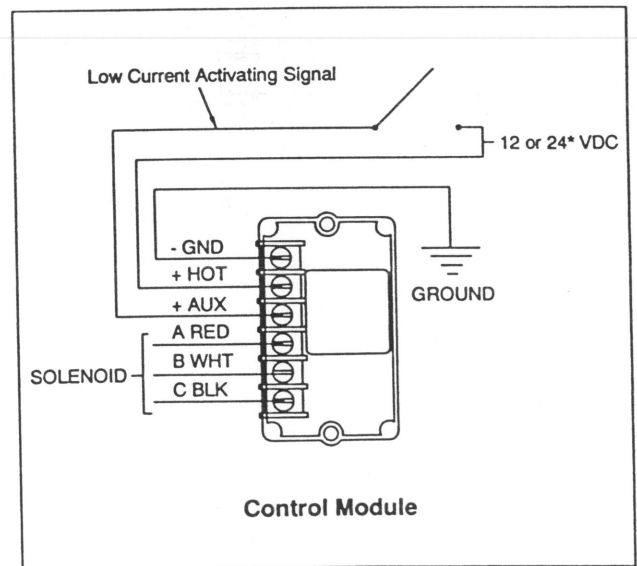 Low Current Activating Signal
12 or 24* VDC
- GND
+ HOT
GROUND
+ AUX
A RED
B WHT
SOLENOID
C BLK
Control Module